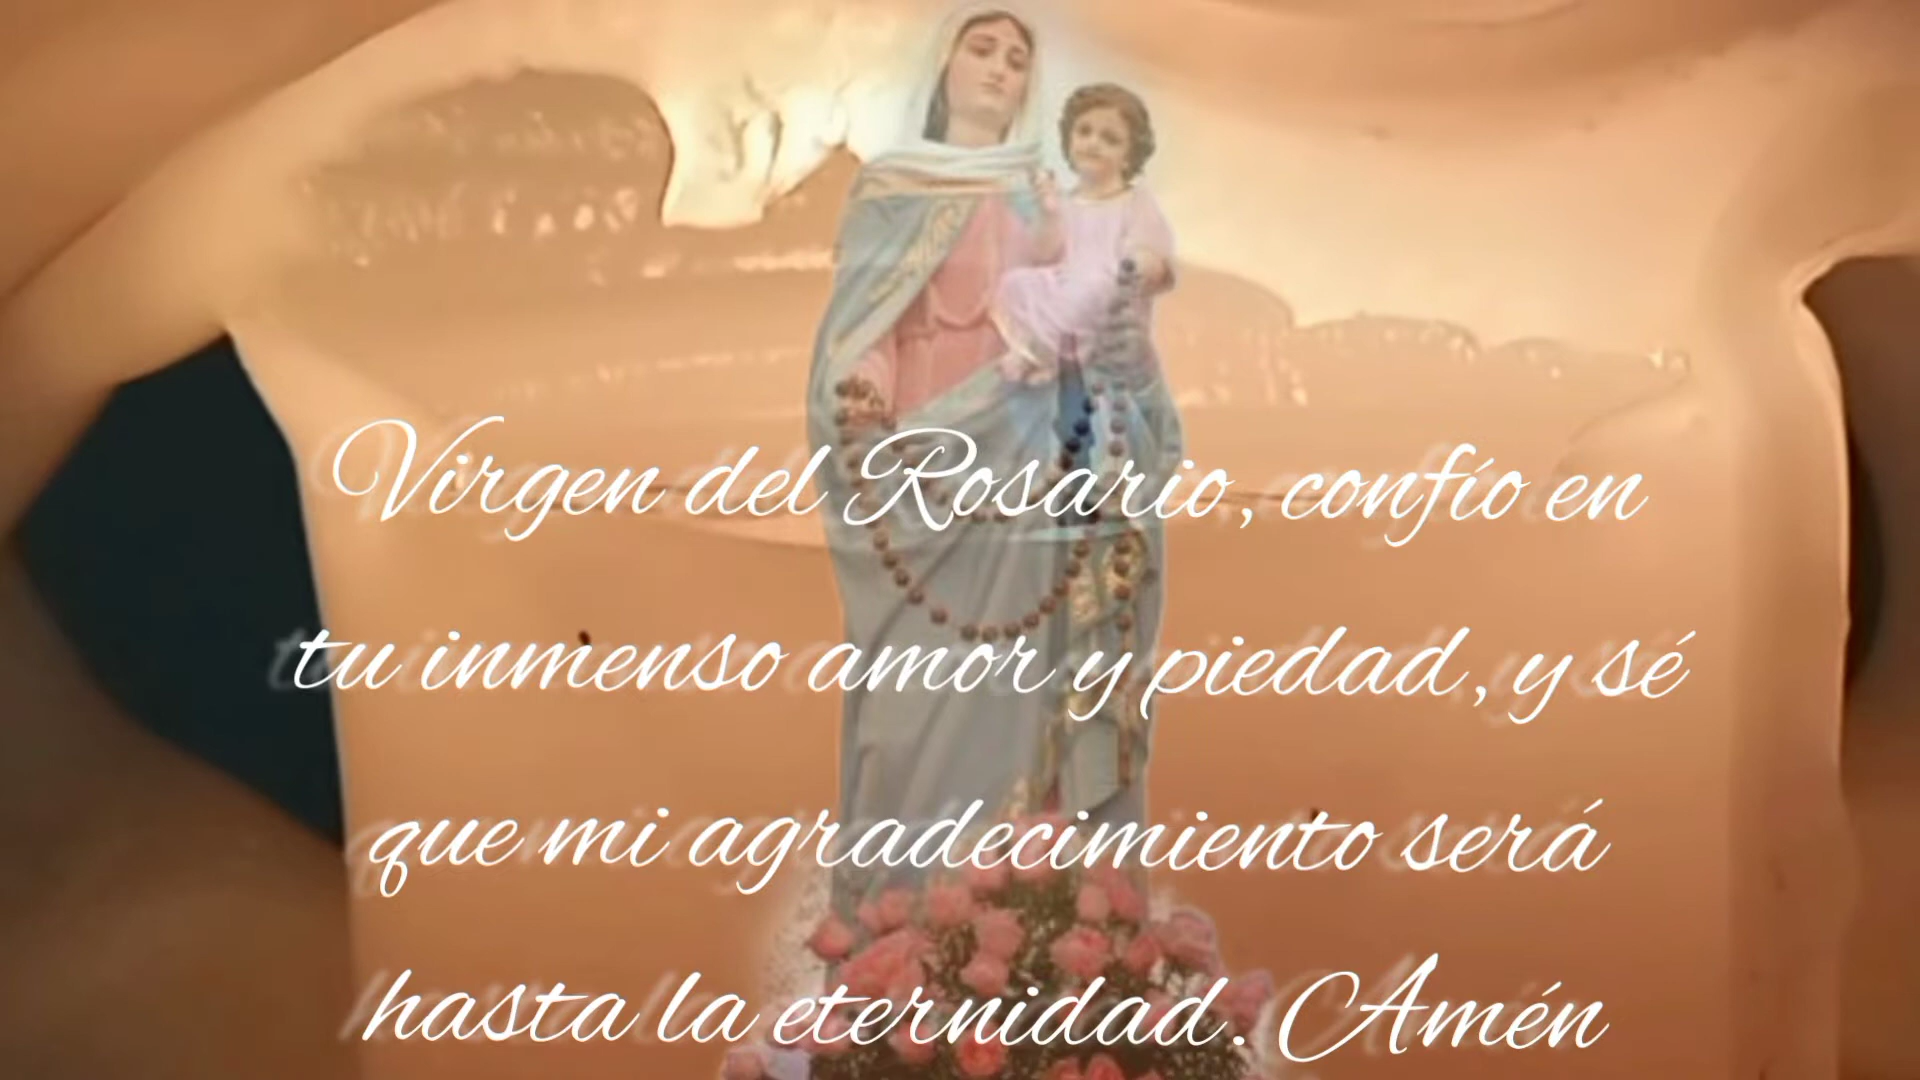 Virgen del Rosario, confío en
tu inmenso amor y piedad, y sé
que mi agradecimiento será
hasta la eternidad. Amén